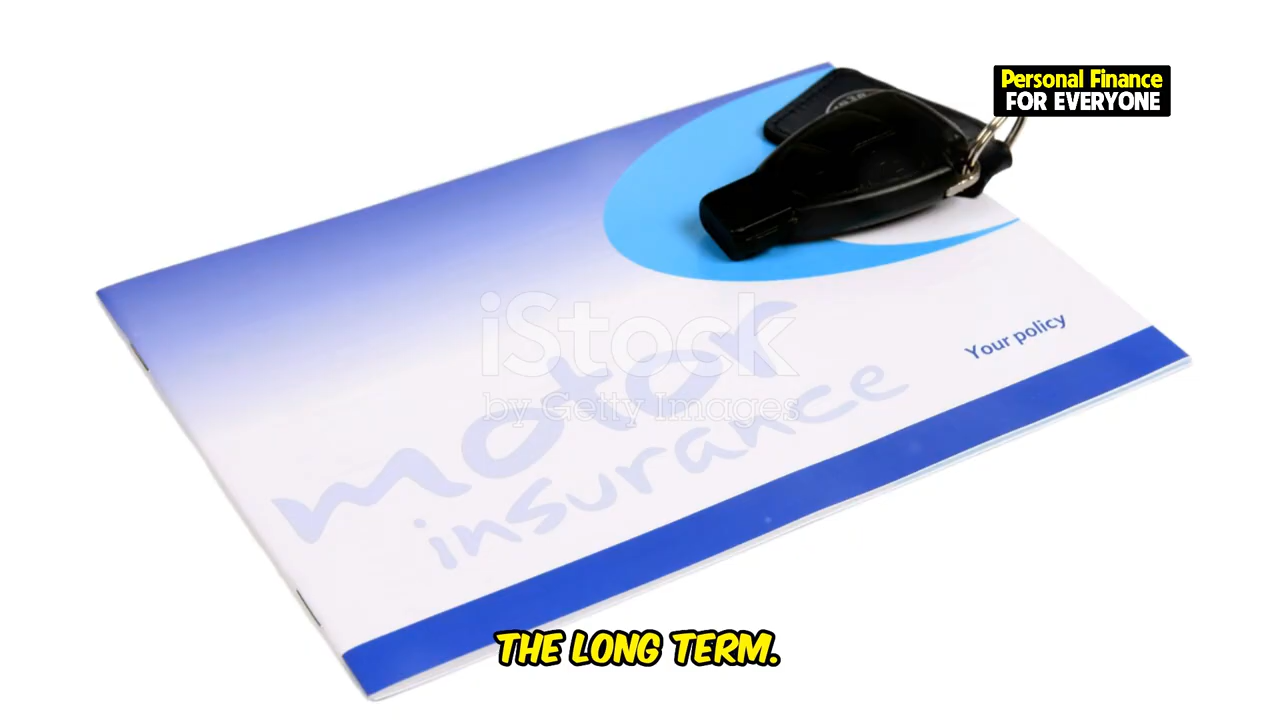 Personal Finance
FOR EVERYONE
iStock
by Getty Images
motor
insurance
Your policy
THE LONG TERM.